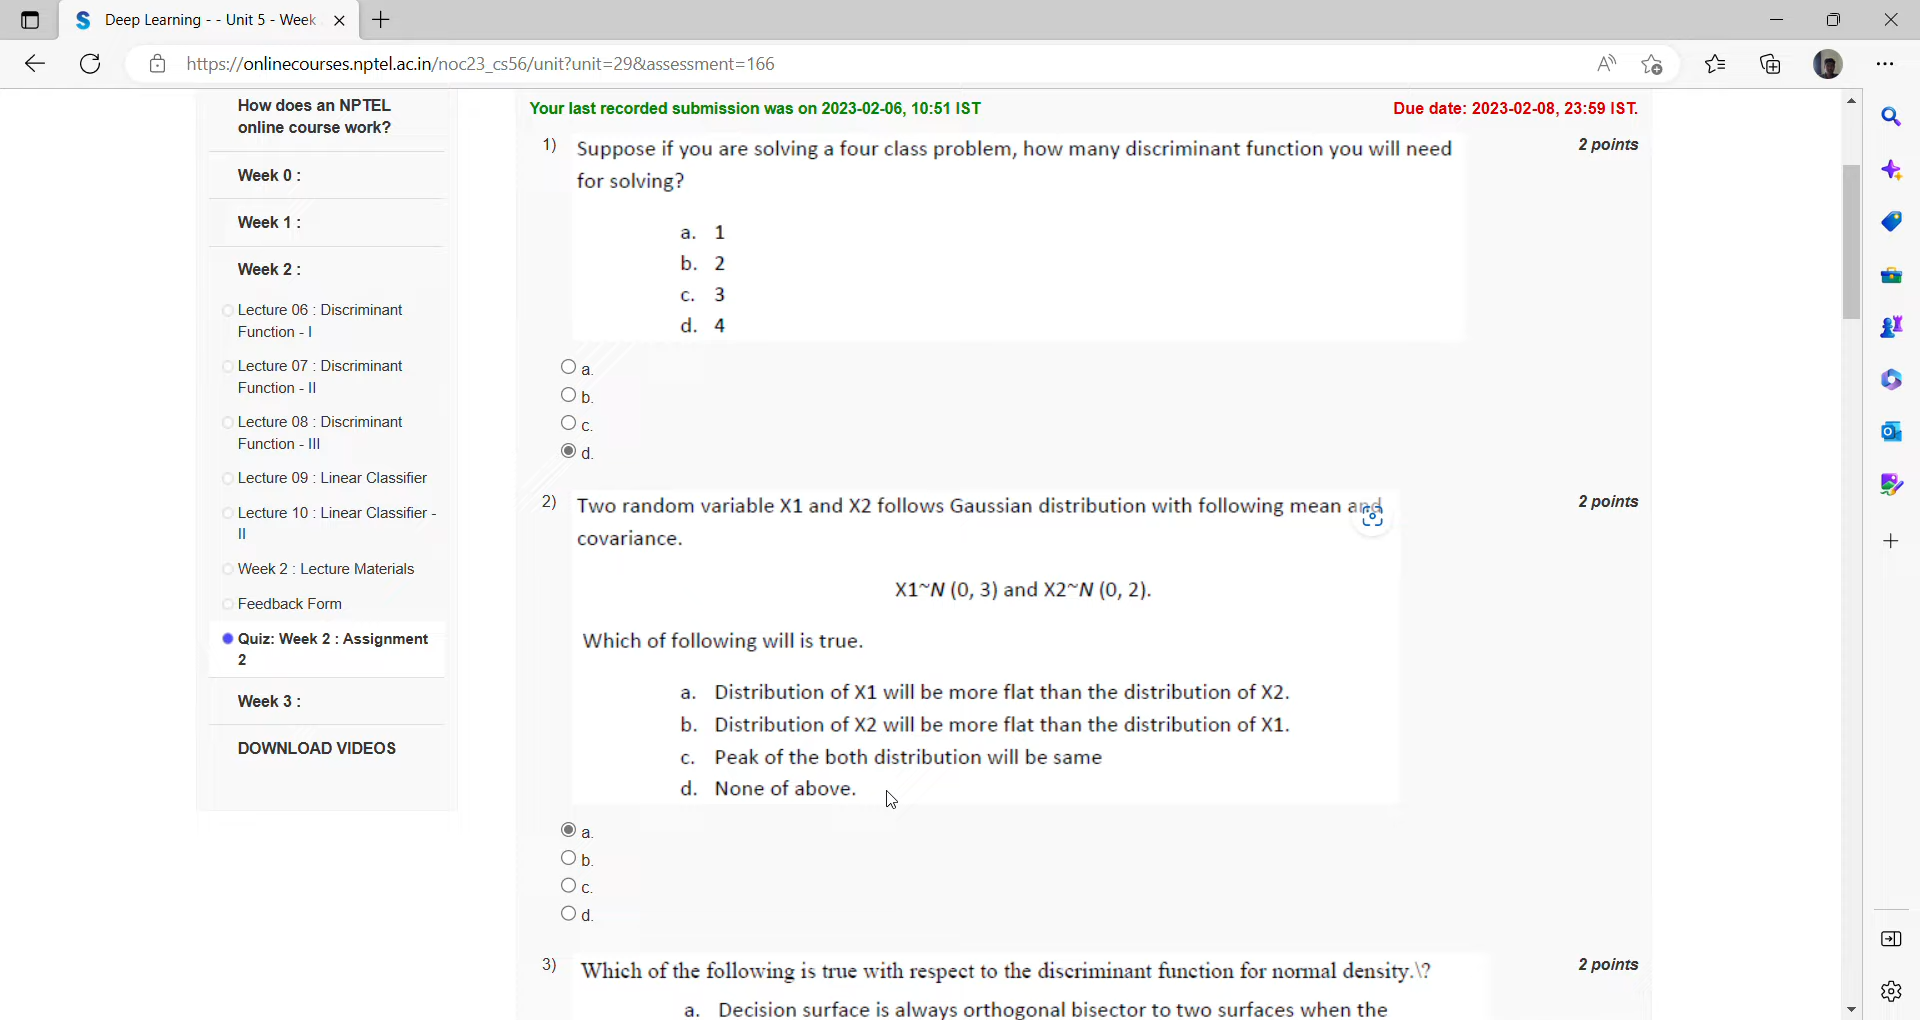 Deep Learning - - Unit 5 - Week
https://onlinecourses.nptel.ac.in/noc23_cs56/unit?unit=29&assessment=166
How does an NPTEL
online course work?
Week 0 :
Week 1 :
Week 2 :
Lecture 06 : Discriminant
Function - I
Lecture 07 : Discriminant
Function - II
Lecture 08 : Discriminant
Function - III
Lecture 09 : Linear Classifier
Lecture 10 : Linear Classifier -
II
Week 2 : Lecture Materials
Feedback Form
Quiz: Week 2 : Assignment
2
Week 3 :
DOWNLOAD VIDEOS
Your last recorded submission was on 2023-02-06, 10:51 IST
Due date: 2023-02-08, 23:59 IST.
1) Suppose if you are solving a four class problem, how many discriminant function you will need 2 points
for solving?
a. 1
b. 2
c. 3
d. 4
a.
b.
c.
d.
2) Two random variable X1 and X2 follows Gaussian distribution with following mean and 2 points
covariance.
X1~N (0, 3) and X2~N (0, 2).
Which of following will is true.
a. Distribution of X1 will be more flat than the distribution of X2.
b. Distribution of X2 will be more flat than the distribution of X1.
c. Peak of the both distribution will be same
d. None of above.
a.
b.
c.
d.
3) Which of the following is true with respect to the discriminant function for normal density.\? 2 points
a. Decision surface is always orthogonal bisector to two surfaces when the